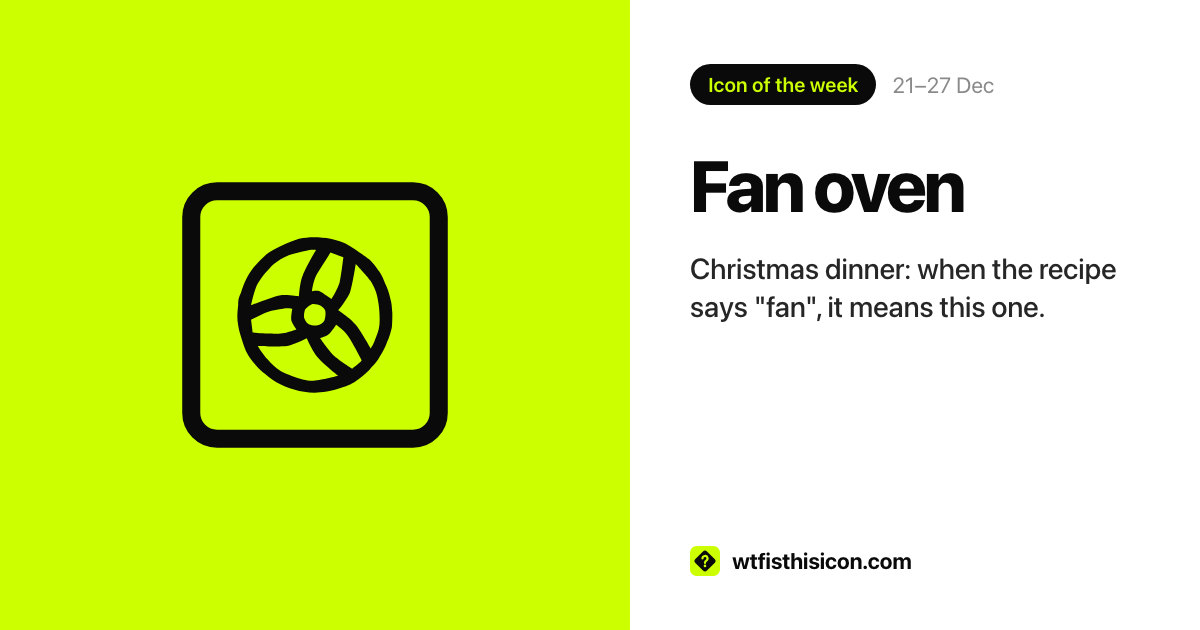 Icon of the week
21–27 Dec
Fan oven
Christmas dinner: when the recipe
says "fan", it means this one.
?
wtfisthisicon.com